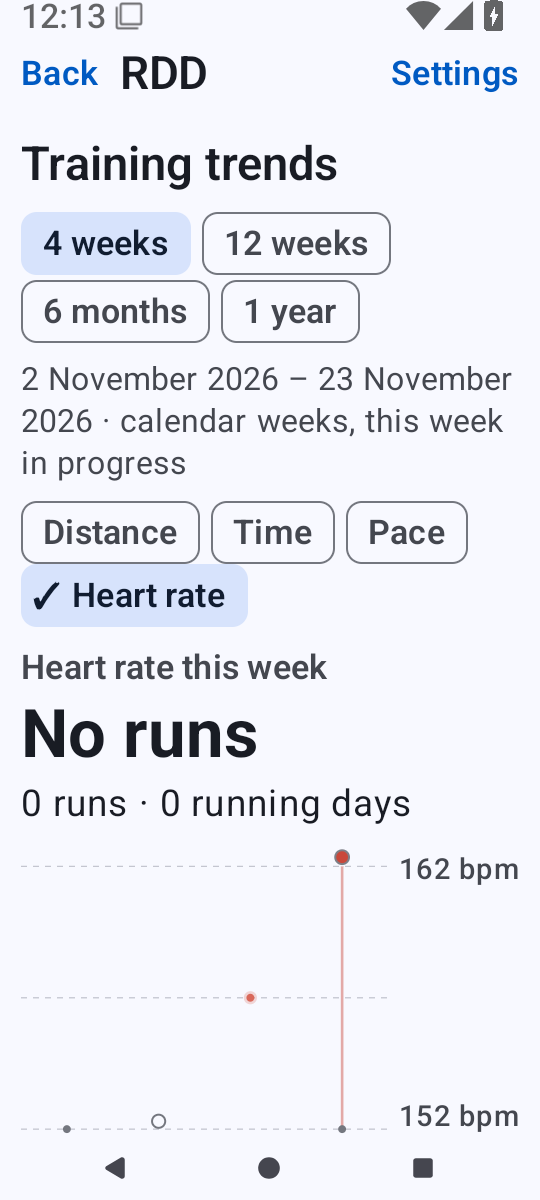 12:13
Back RDD Settings
Training trends
4 weeks 12 weeks
6 months 1 year
2 November 2026 – 23 November
2026 · calendar weeks, this week
in progress
Distance Time Pace
✓ Heart rate
Heart rate this week
No runs
0 runs · 0 running days
162 bpm
152 bpm